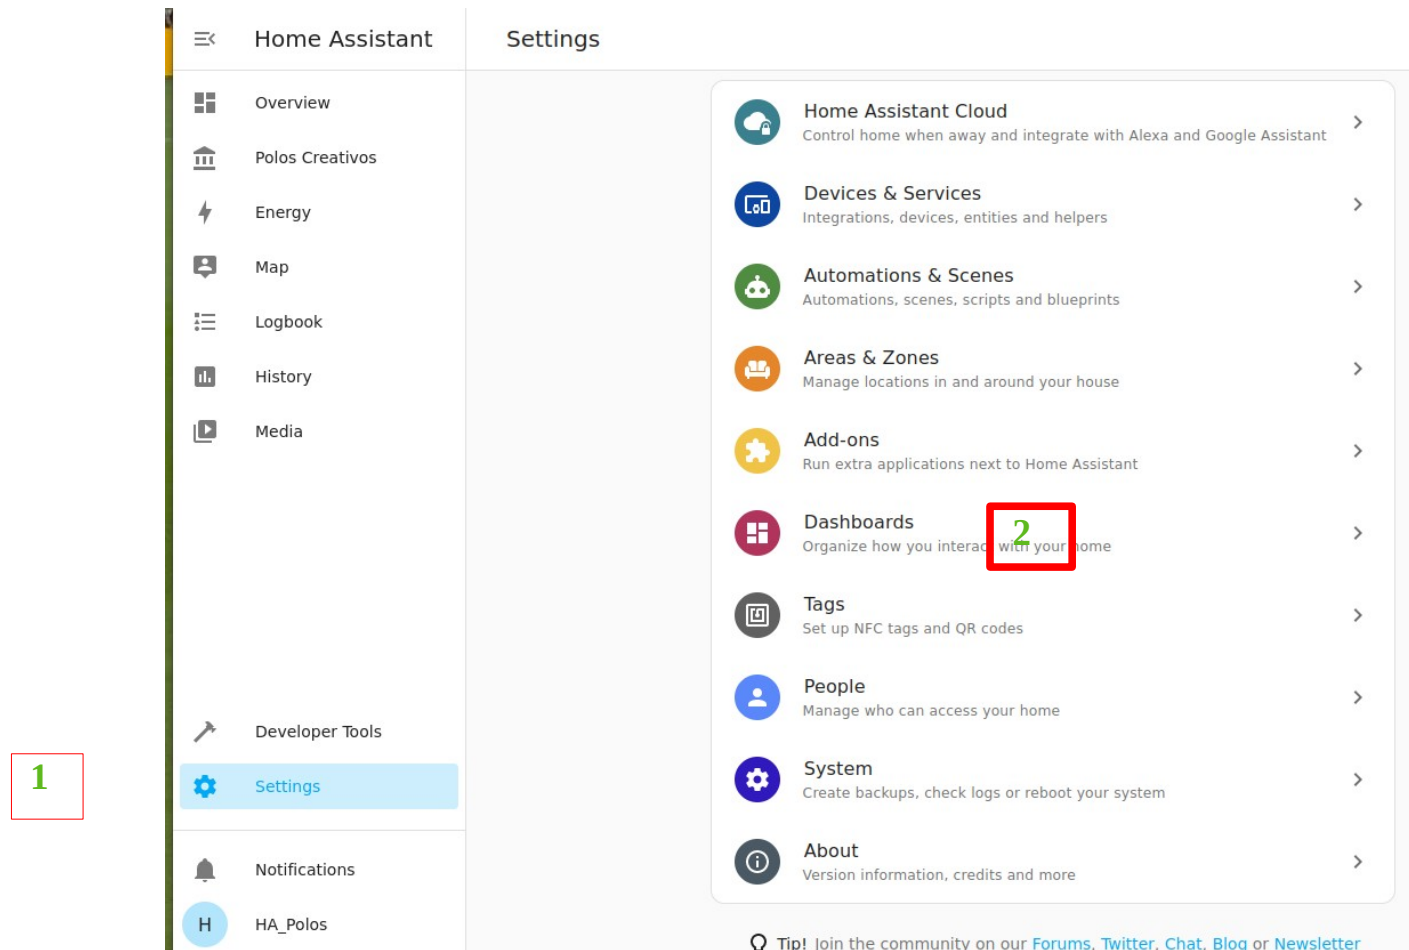 Home Assistant
Settings
Overview
Polos Creativos
Energy
Map
Logbook
History
Media
Developer Tools
1
Settings
Notifications
H
HA_Polos
Home Assistant Cloud
Control home when away and integrate with Alexa and Google Assistant
Devices & Services
Integrations, devices, entities and helpers
Automations & Scenes
Automations, scenes, scripts and blueprints
Areas & Zones
Manage locations in and around your house
Add-ons
Run extra applications next to Home Assistant
Dashboards
2
Organize how you interact with your home
Tags
Set up NFC tags and QR codes
People
Manage who can access your home
System
Create backups, check logs or reboot your system
About
Version information, credits and more
Tip! Join the community on our Forums, Twitter, Chat, Blog or Newsletter